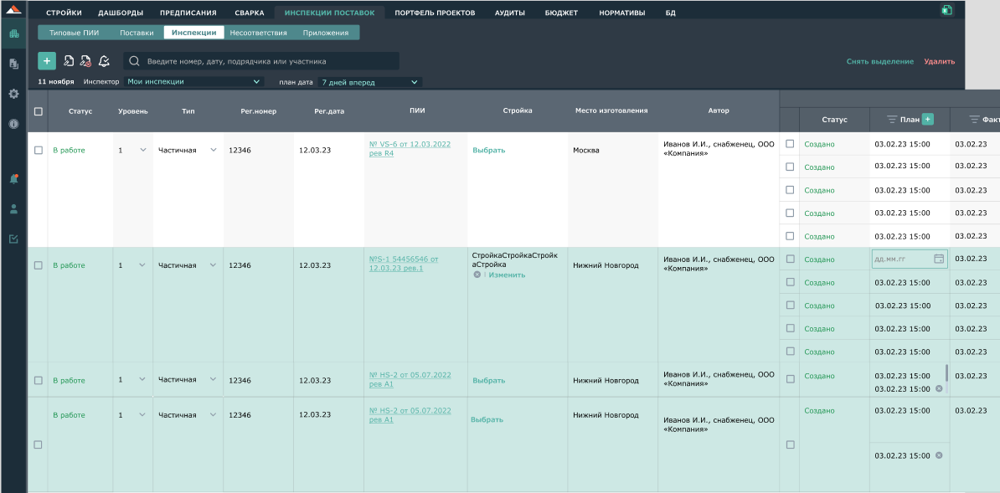 СТРОЙКИ ДАШБОРДЫ ПРЕДПИСАНИЯ СВАРКА ИНСПЕКЦИИ ПОСТАВОК ПОРТФЕЛЬ ПРОЕКТОВ АУДИТЫ БЮДЖЕТ НОРМАТИВЫ БД
Типовые ПИИ Поставки Инспекции Несоответствия Приложения
Введите номер, дату, подрядчика или участника Снять выделение Удалить
11 ноября Инспектор Мои инспекции план дата 7 дней вперед
Статус Уровень Тип Рег.номер Рег.дата ПИИ Стройка Место изготовления Автор
Статус План + Факт
В работе 1 Частичная 12346 12.03.23
№ VS-6 от 12.03.2022
рев R4
Выбрать Москва
Иванов И.И., снабженец, ООО
«Компания»
Создано 03.02.23 15:00 03.02.23
Создано 03.02.23 15:00 03.02.23
Создано 03.02.23 15:00 03.02.23
Создано 03.02.23 15:00 03.02.23
Создано 03.02.23 15:00 03.02.23
В работе 1 Частичная 12346 12.03.23
№S-1 54456546 от
12.03.23 рев.1
СтройкаСтройкаСтройк
аСтройка
Изменить
Нижний Новгород
Иванов И.И., снабженец, ООО
«Компания»
Создано дд.мм.гг 03.02.23
Создано 03.02.23 15:00 03.02.23
Создано 03.02.23 15:00 03.02.23
Создано 03.02.23 15:00 03.02.23
Создано 03.02.23 15:00 03.02.23
В работе 1 Частичная 12346 12.03.23
№ HS-2 от 05.07.2022
рев А1
Выбрать Нижний Новгород
Иванов И.И., снабженец, ООО
«Компания»
Создано 03.02.23 15:00 03.02.23
03.02.23 15:00
В работе 1 Частичная 12346 12.03.23
№ HS-2 от 05.07.2022
рев А1
Выбрать Нижний Новгород
Иванов И.И., снабженец, ООО
«Компания»
Создано 03.02.23 15:00 03.02.23
03.02.23 15:00